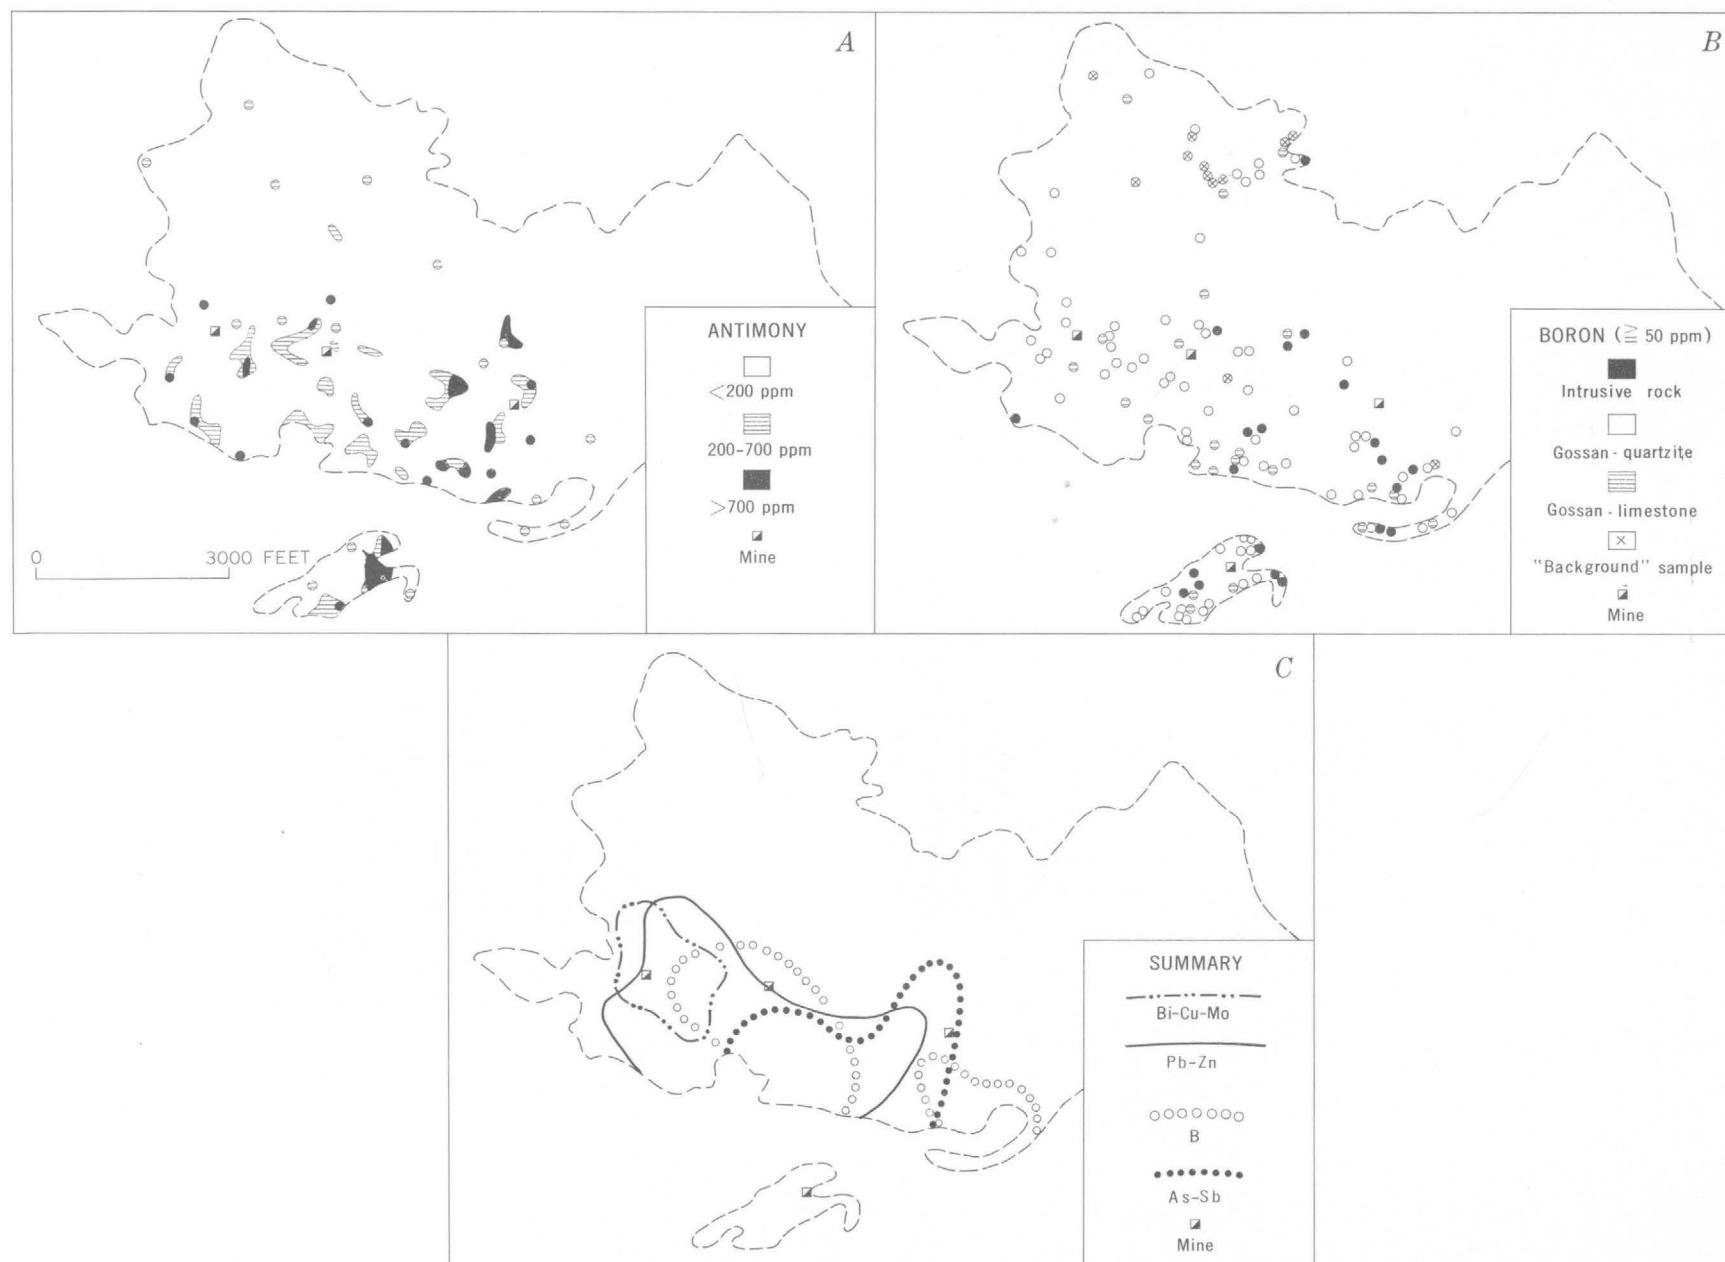 A
ANTIMONY
<200 ppm
200-700 ppm
>700 ppm
Mine
0 3000 FEET
B
BORON (≧ 50 ppm)
Intrusive rock
Gossan - quartzite
Gossan - limestone
"Background" sample
Mine
C
SUMMARY
Bi-Cu-Mo
Pb-Zn
B
As-Sb
Mine